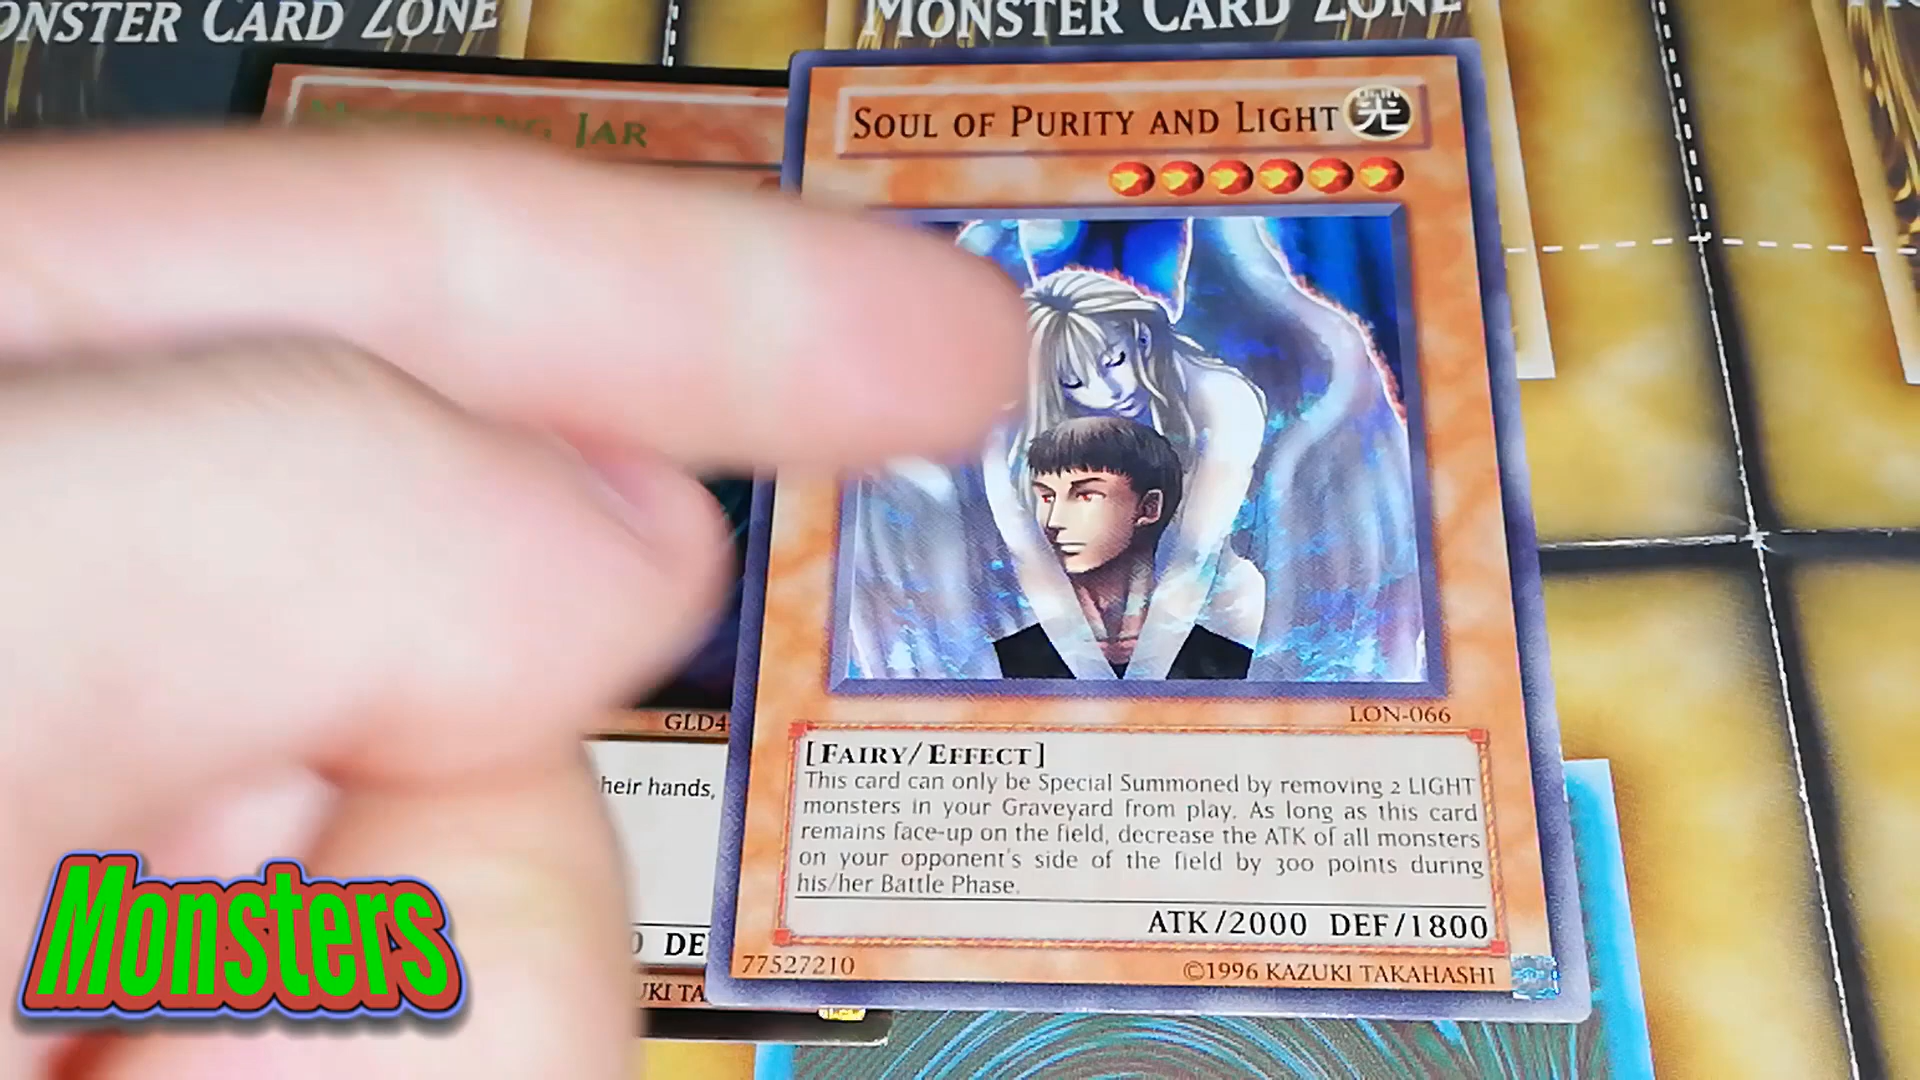 MONSTER CARD ZONE
MONSTER CARD ZONE
JAR
SOUL OF PURITY AND LIGHT
光
LON-066
GLD4-
[FAIRY/EFFECT]
This card can only be Special Summoned by removing 2 LIGHT
monsters in your Graveyard from play. As long as this card
remains face-up on the field, decrease the ATK of all monsters
on your opponent's side of the field by 300 points during
his/her Battle Phase.
ATK/2000 DEF/1800
77527210
©1996 KAZUKI TAKAHASHI
heir hands,
0 DE
UKI TA
Monsters